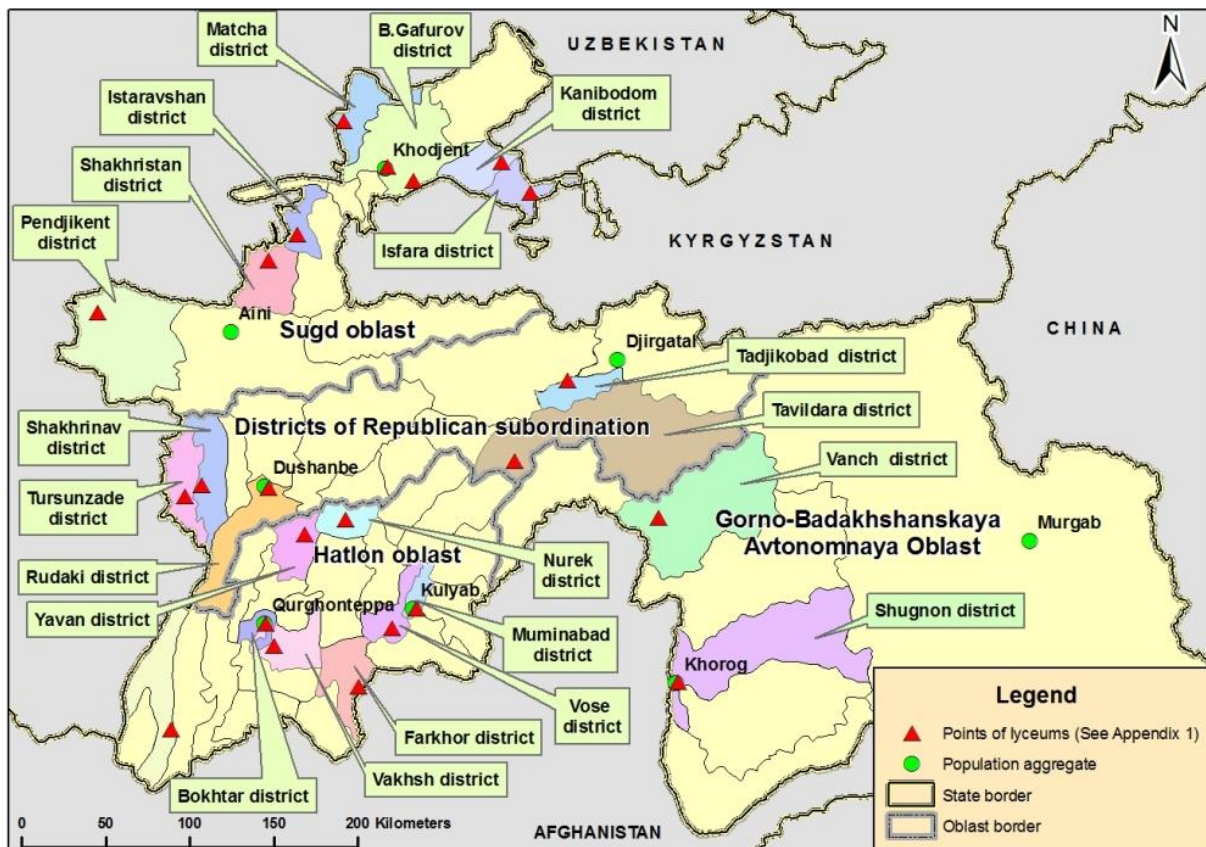 Matcha
district
B.Gafurov
district
UZBEKISTAN
N
Istaravshan
district
Kanibodom
district
Khodjent
Shakhristan
district
Pendjikent
district
Isfara district
KYRGYZSTAN
CHINA
Aini
Sugd oblast
Djirgatal
Tadjikobad district
Tavildara district
Shakhrinav
district
Districts of Republican subordination
Vanch district
Dushanbe
Tursunzade
district
Gorno-Badakhshanskaya
Avtonomnaya Oblast
Murgab
Hatlon oblast
Nurek
district
Rudaki district
Yavan district
Qurghonteppa
Kulyab
Muminabad
district
Shugnon district
Khorog
Vose
district
Farkhor district
Vakhsh district
Bokhtar district
Legend
Points of lyceums (See Appendix 1)
Population aggregate
State border
Oblast border
0 50 100 150 200 Kilometers
AFGHANISTAN